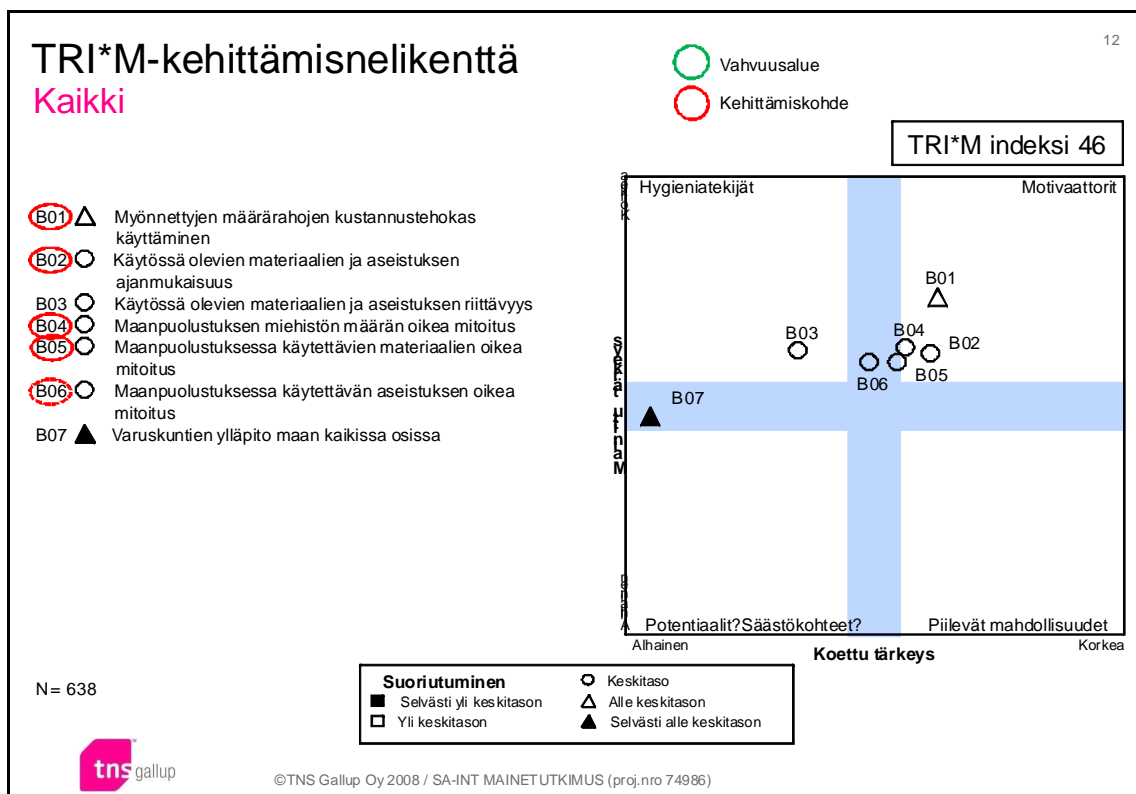 12
TRI*M-kehittämisnelikenttä
Kaikki
Vahvuusalue
Kehittämiskohde
TRI*M indeksi 46
B01 Myönnettyjen määrärahojen kustannustehokas
käyttäminen
B02 Käytössä olevien materiaalien ja aseistuksen
ajanmukaisuus
B03 Käytössä olevien materiaalien ja aseistuksen riittävyys
B04 Maanpuolustuksen miehistön määrän oikea mitoitus
B05 Maanpuolustuksessa käytettävien materiaalien oikea
mitoitus
B06 Maanpuolustuksessa käytettävän aseistuksen oikea
mitoitus
B07 Varuskuntien ylläpito maan kaikissa osissa
Hygieniatekijät
Motivaattorit
B01
B03
B04
B02
B05
B06
B07
Potentiaalit?Säästökohteet?
Piilevät mahdollisuudet
Alhainen
Korkea
Koettu tärkeys
N= 638
Suoriutuminen
Selvästi yli keskitason
Yli keskitason
Keskitaso
Alle keskitason
Selvästi alle keskitason
tns gallup
©TNS Gallup Oy 2008 / SA-INT MAINETUTKIMUS (proj.nro 74986)